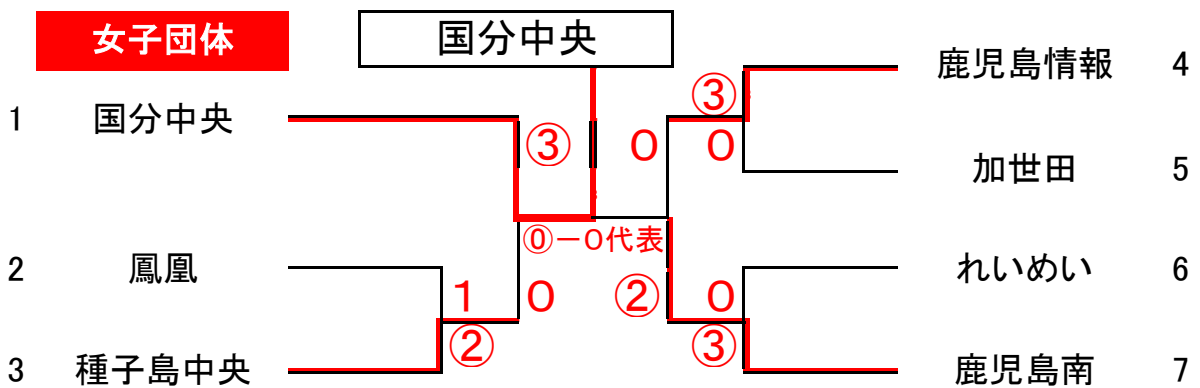 女子団体
国分中央
1 国分中央
2 鳳凰
3 種子島中央
鹿児島情報 4
加世田 5
れいめい 6
鹿児島南 7
③ 0
③ 0
⓪－0代表
1 0
②
② 0
③